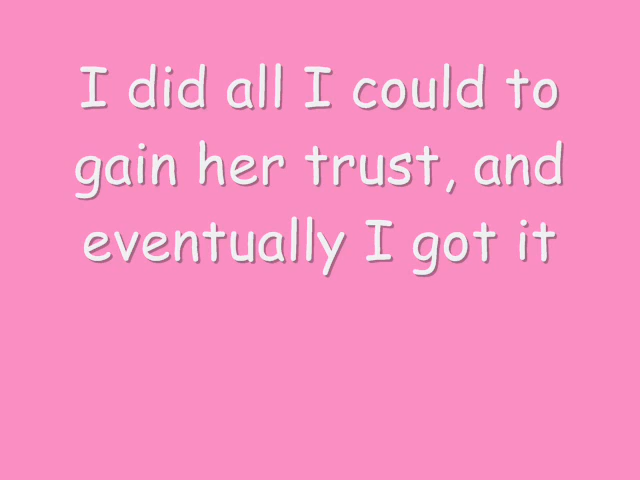 I did all I could to
gain her trust, and
eventually I got it